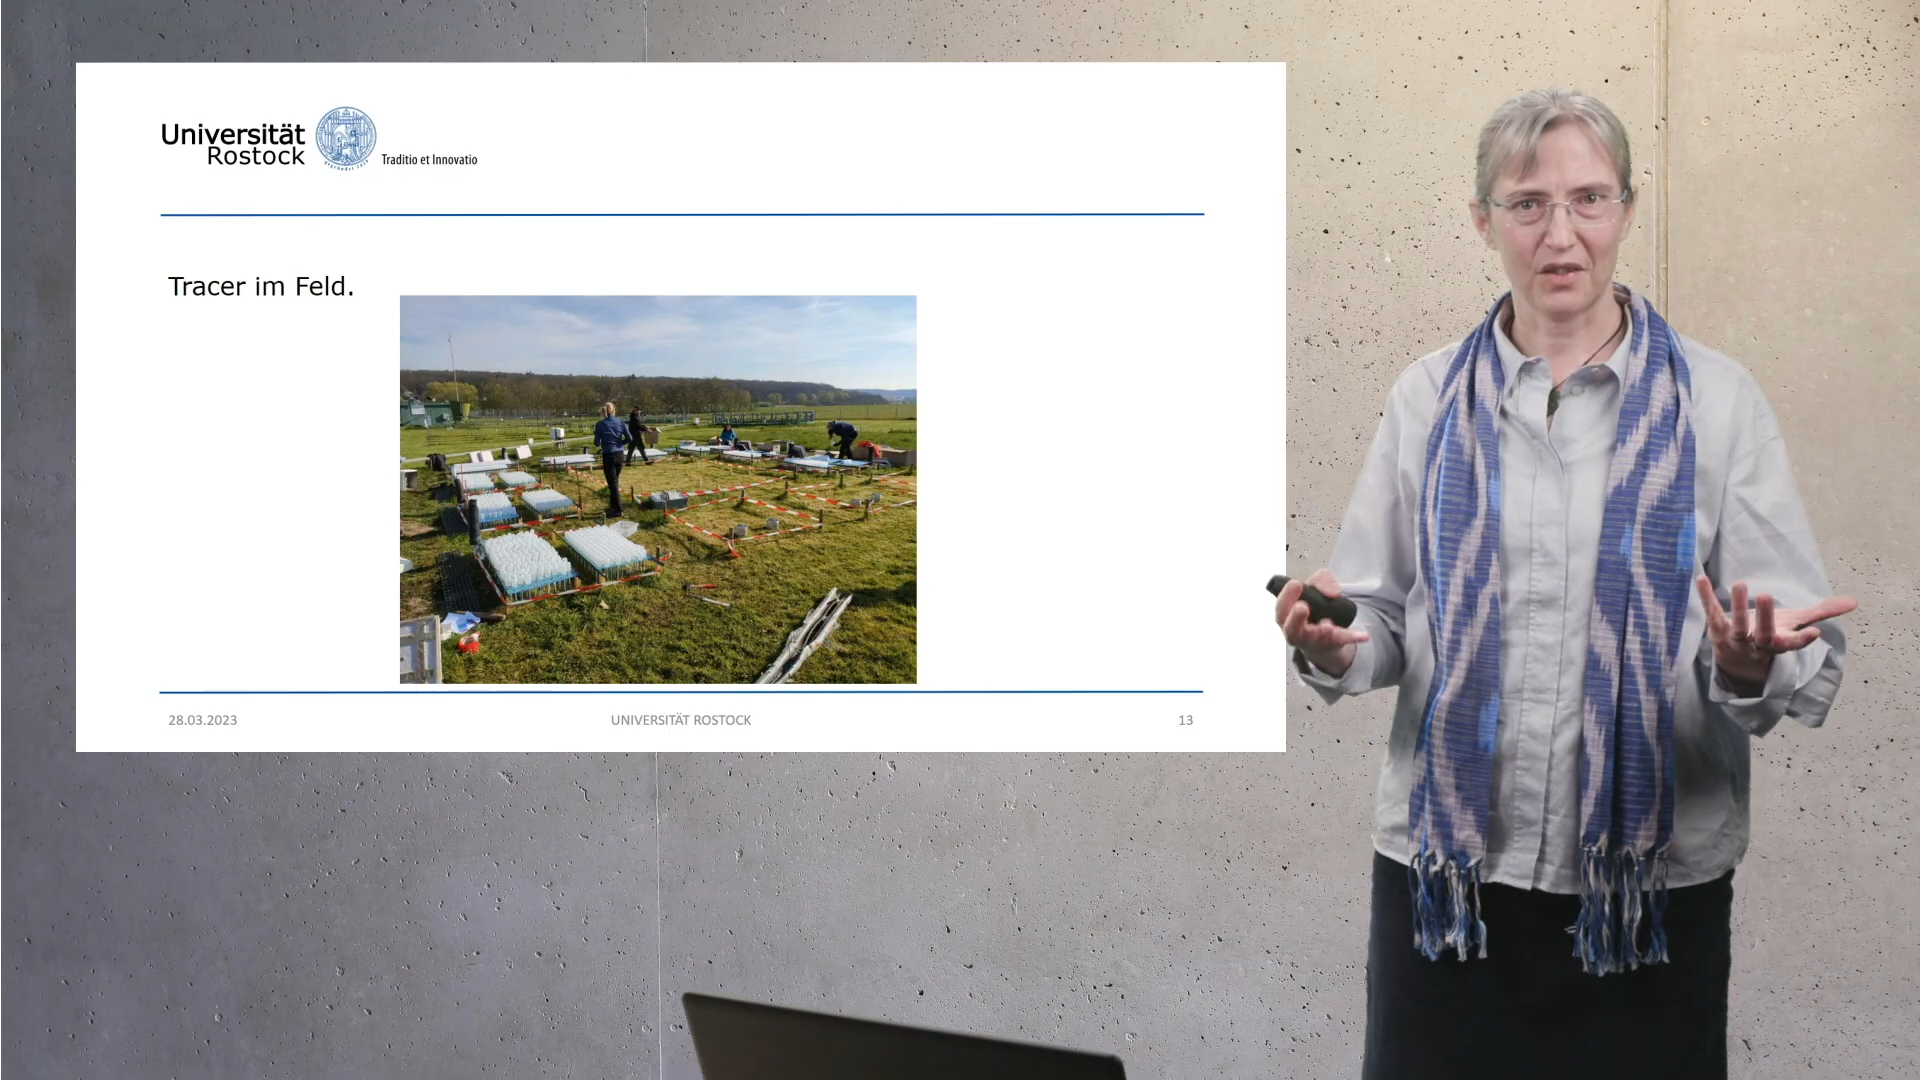 Universität
Rostock
Traditio et Innovatio
Tracer im Feld.
28.03.2023
UNIVERSITÄT ROSTOCK
13